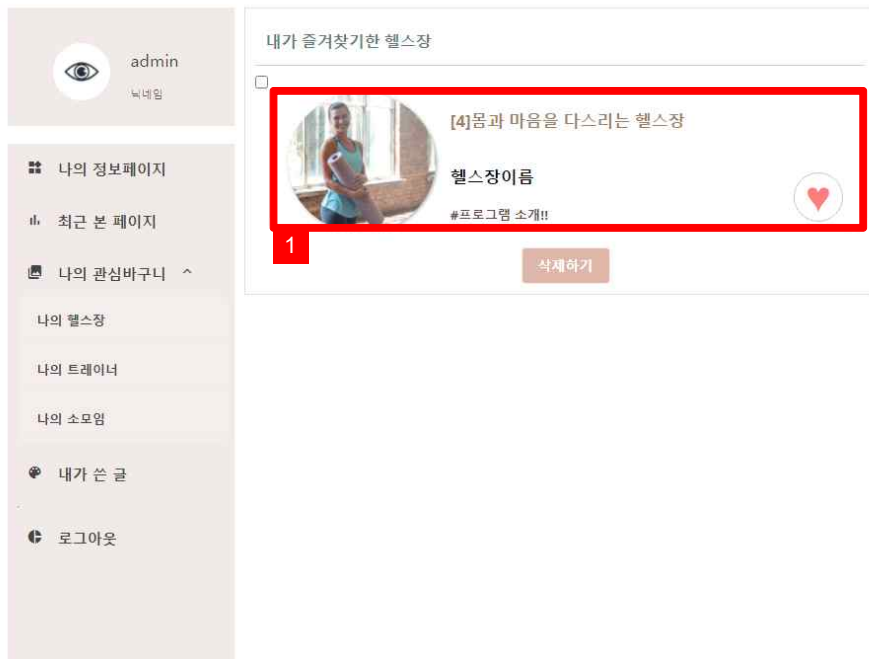 admin
닉네임
나의 정보페이지
최근 본 페이지
나의 관심바구니
나의 헬스장
나의 트레이너
나의 소모임
내가 쓴 글
로그아웃
내가 즐겨찾기한 헬스장
[4]몸과 마음을 다스리는 헬스장
헬스장이름
#프로그램 소개!!
1
삭제하기